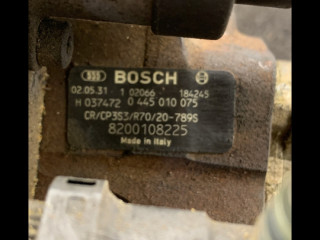 BOSCH
02.05.31 1 02066 184245
H 037472 0 445 010 075
CR/CP3S3/R70/20-789S
8200108225
Made in Italy